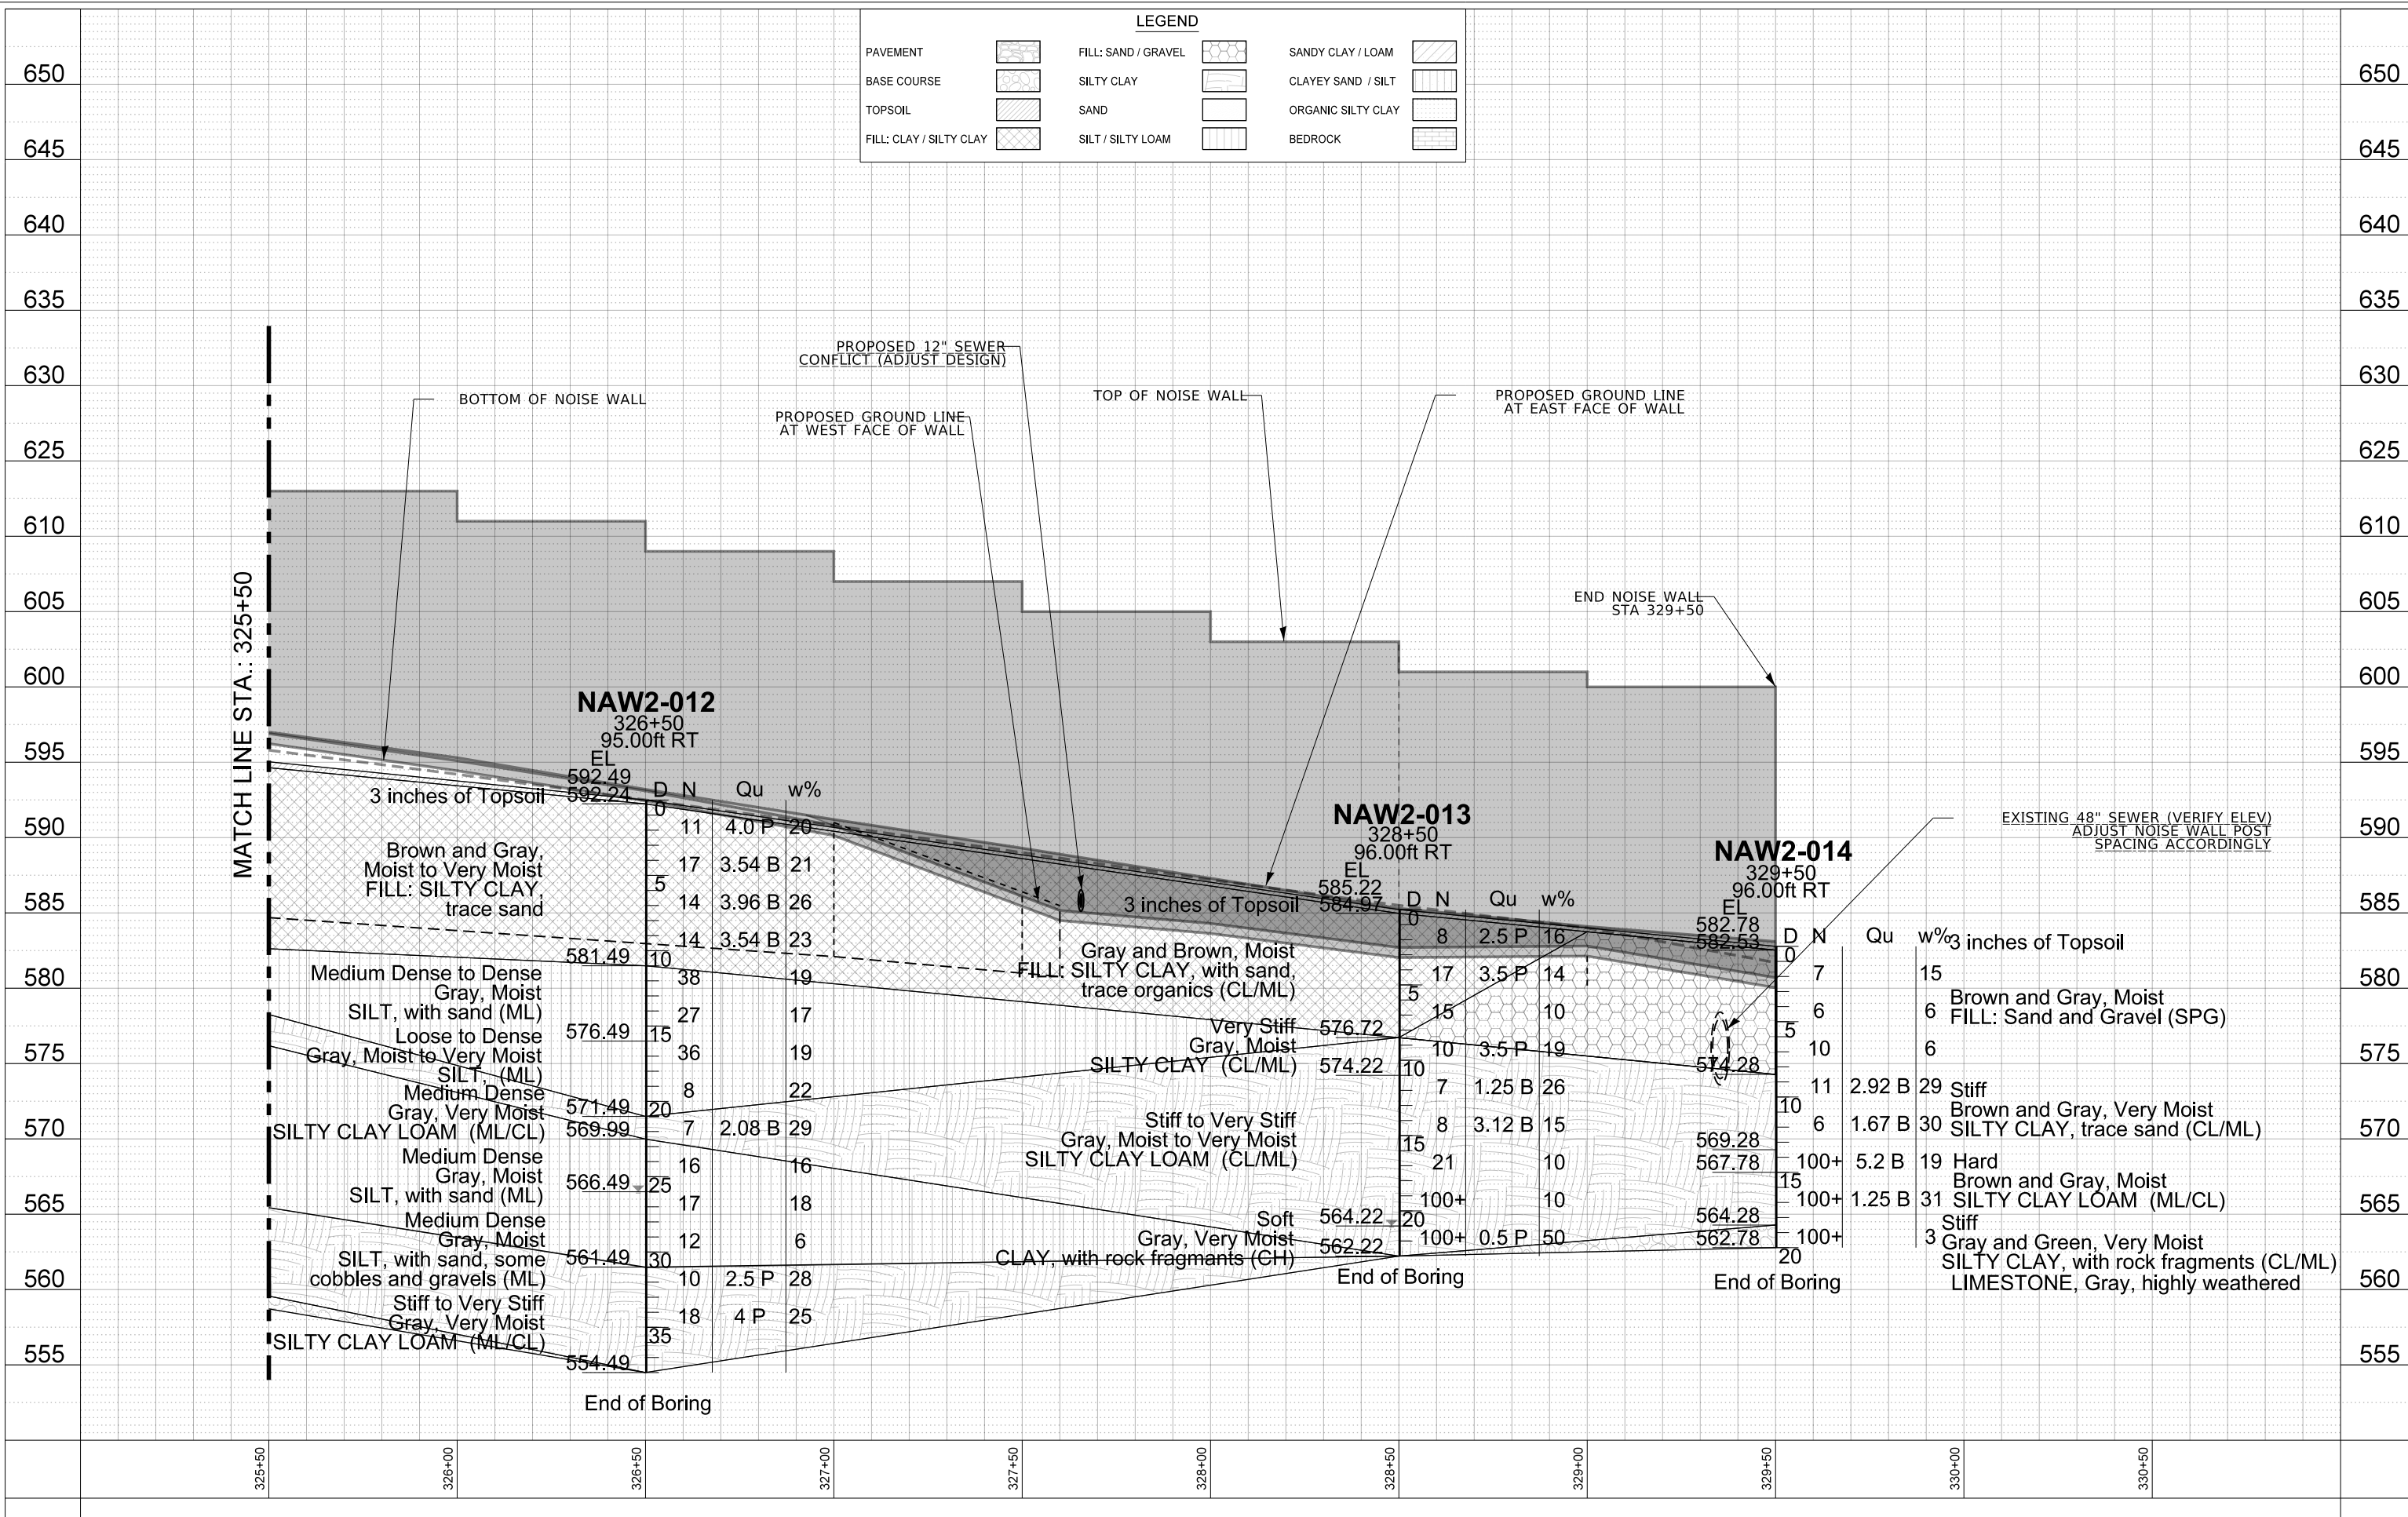 LEGEND
PAVEMENT
FILL: SAND / GRAVEL
SANDY CLAY / LOAM
BASE COURSE
SILTY CLAY
CLAYEY SAND / SILT
TOPSOIL
SAND
ORGANIC SILTY CLAY
FILL: CLAY / SILTY CLAY
SILT / SILTY LOAM
BEDROCK
650
645
640
635
630
625
620
615
610
605
600
595
590
585
580
575
570
565
560
555
650
645
640
635
630
625
620
615
610
605
600
595
590
585
580
575
570
565
560
555
MATCH LINE STA.: 325+50
BOTTOM OF NOISE WALL
PROPOSED 12" SEWER
CONFLICT (ADJUST DESIGN)
PROPOSED GROUND LINE
AT WEST FACE OF WALL
TOP OF NOISE WALL
PROPOSED GROUND LINE
AT EAST FACE OF WALL
END NOISE WALL
STA 329+50
EXISTING 48" SEWER (VERIFY ELEV)
ADJUST NOISE WALL POST
SPACING ACCORDINGLY
NAW2-012
326+50
95.00ft RT
EL
592.49
592.24
3 inches of Topsoil
D N Qu w%
0
11 4.0 P 20
17 3.54 B 21
5
14 3.96 B 26
14 3.54 B 23
10
38 19
27 17
15
36 19
8 22
20
7 2.08 B 29
16 16
25
17 18
12 6
30
10 2.5 P 28
18 4 P 25
35
Brown and Gray,
Moist to Very Moist
FILL: SILTY CLAY,
trace sand
581.49
Medium Dense to Dense
Gray, Moist
SILT, with sand (ML)
576.49
Loose to Dense
Gray, Moist to Very Moist
SILT, (ML)
571.49
Medium Dense
Gray, Very Moist
SILTY CLAY LOAM (ML/CL)
569.99
Medium Dense
Gray, Moist
SILT, with sand (ML)
566.49
Medium Dense
Gray, Moist
SILT, with sand, some
cobbles and gravels (ML)
561.49
Stiff to Very Stiff
Gray, Very Moist
SILTY CLAY LOAM (ML/CL)
554.49
End of Boring
NAW2-013
328+50
96.00ft RT
EL
585.22
584.97
3 inches of Topsoil
D N Qu w%
0
8 2.5 P 16
17 3.5 P 14
5
15 10
10 3.5 P 19
10
7 1.25 B 26
8 3.12 B 15
15
21 10
100+ 10
20
100+ 0.5 P 50
Gray and Brown, Moist
FILL: SILTY CLAY, with sand,
trace organics (CL/ML)
576.72
Very Stiff
Gray, Moist
SILTY CLAY (CL/ML)
574.22
Stiff to Very Stiff
Gray, Moist to Very Moist
SILTY CLAY LOAM (CL/ML)
564.22
Soft
Gray, Very Moist
CLAY, with rock fragmants (CH)
562.22
End of Boring
NAW2-014
329+50
96.00ft RT
EL
582.78
582.53
D N Qu w%
3 inches of Topsoil
0
7 15
6 6
5
10 6
11 2.92 B 29
10
6 1.67 B 30
100+ 5.2 B 19
15
100+ 1.25 B 31
100+ 3
20
Brown and Gray, Moist
FILL: Sand and Gravel (SPG)
574.28
Stiff
Brown and Gray, Very Moist
SILTY CLAY, trace sand (CL/ML)
569.28
567.78
Hard
Brown and Gray, Moist
SILTY CLAY LOAM (ML/CL)
564.28
Stiff
Gray and Green, Very Moist
SILTY CLAY, with rock fragments (CL/ML)
562.78
LIMESTONE, Gray, highly weathered
End of Boring
325+50
326+00
326+50
327+00
327+50
328+00
328+50
329+00
329+50
330+00
330+50